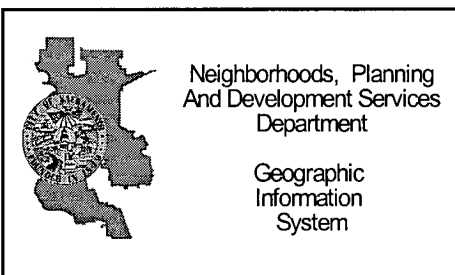 Neighborhoods, Planning
And Development Services
Department
Geographic
Information
System